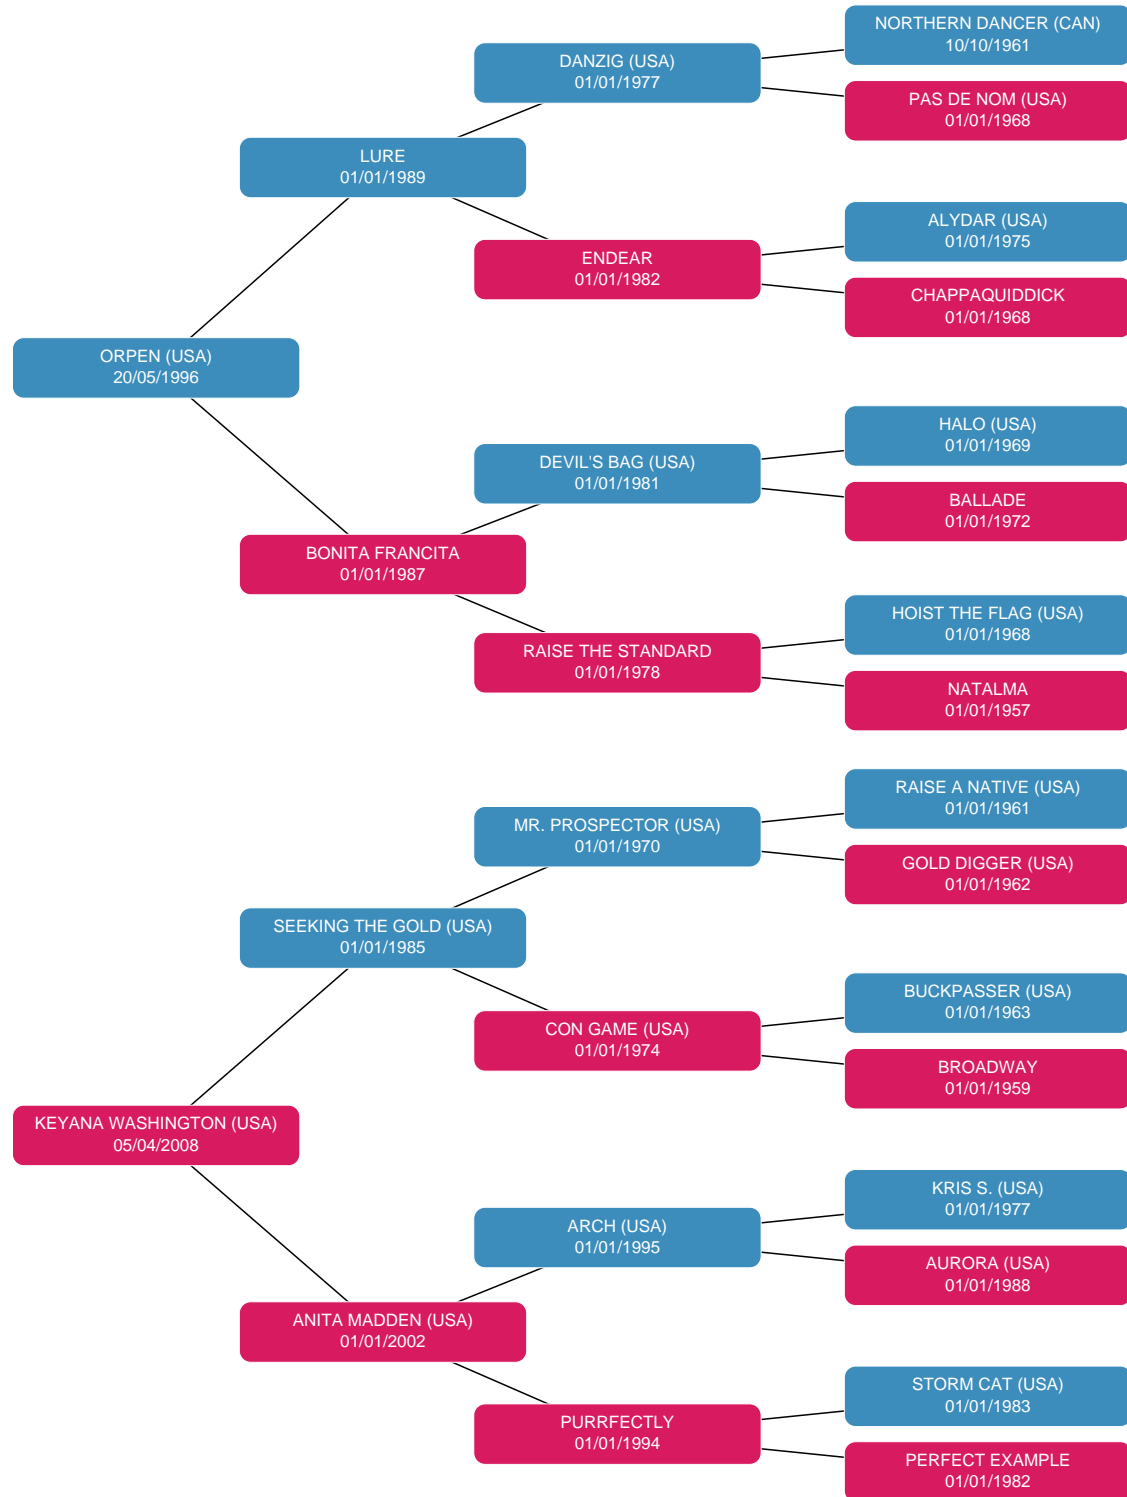 NORTHERN DANCER (CAN)
10/10/1961
DANZIG (USA)
01/01/1977
PAS DE NOM (USA)
01/01/1968
LURE
01/01/1989
ALYDAR (USA)
01/01/1975
ENDEAR
01/01/1982
CHAPPAQUIDDICK
01/01/1968
ORPEN (USA)
20/05/1996
HALO (USA)
01/01/1969
DEVIL'S BAG (USA)
01/01/1981
BALLADE
01/01/1972
BONITA FRANCITA
01/01/1987
HOIST THE FLAG (USA)
01/01/1968
RAISE THE STANDARD
01/01/1978
NATALMA
01/01/1957
RAISE A NATIVE (USA)
01/01/1961
MR. PROSPECTOR (USA)
01/01/1970
GOLD DIGGER (USA)
01/01/1962
SEEKING THE GOLD (USA)
01/01/1985
BUCKPASSER (USA)
01/01/1963
CON GAME (USA)
01/01/1974
BROADWAY
01/01/1959
KEYANA WASHINGTON (USA)
05/04/2008
KRIS S. (USA)
01/01/1977
ARCH (USA)
01/01/1995
AURORA (USA)
01/01/1988
ANITA MADDEN (USA)
01/01/2002
STORM CAT (USA)
01/01/1983
PURRFECTLY
01/01/1994
PERFECT EXAMPLE
01/01/1982